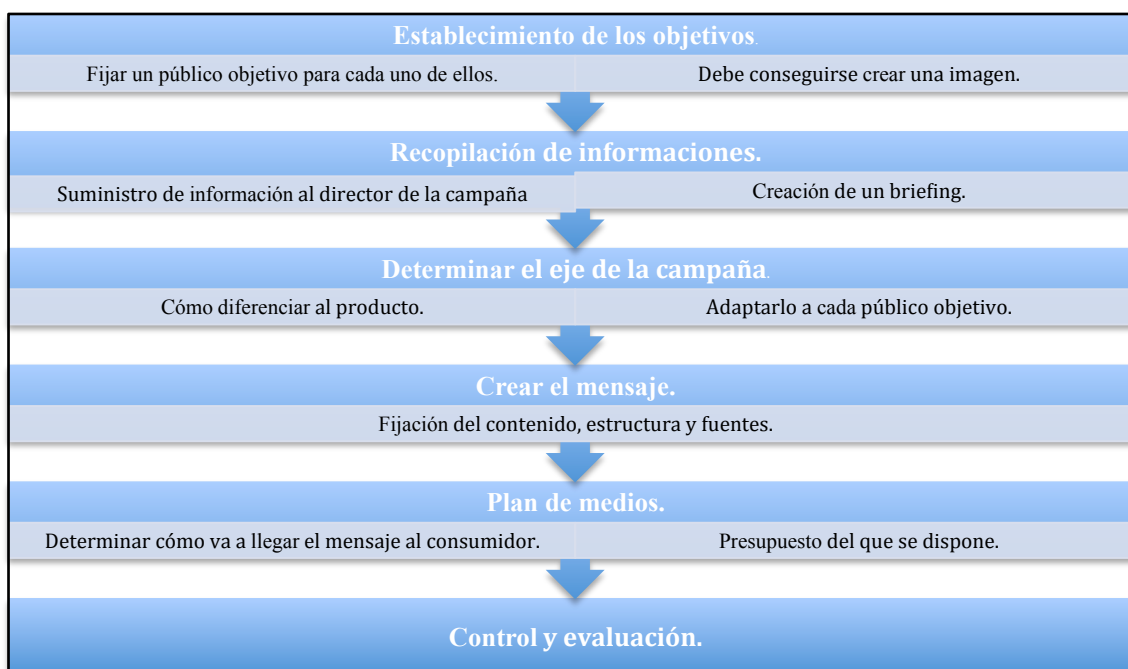 Establecimiento de los objetivos.
Fijar un público objetivo para cada uno de ellos.
Debe conseguirse crear una imagen.
Recopilación de informaciones.
Suministro de información al director de la campaña
Creación de un briefing.
Determinar el eje de la campaña.
Cómo diferenciar al producto.
Adaptarlo a cada público objetivo.
Crear el mensaje.
Fijación del contenido, estructura y fuentes.
Plan de medios.
Determinar cómo va a llegar el mensaje al consumidor.
Presupuesto del que se dispone.
Control y evaluación.